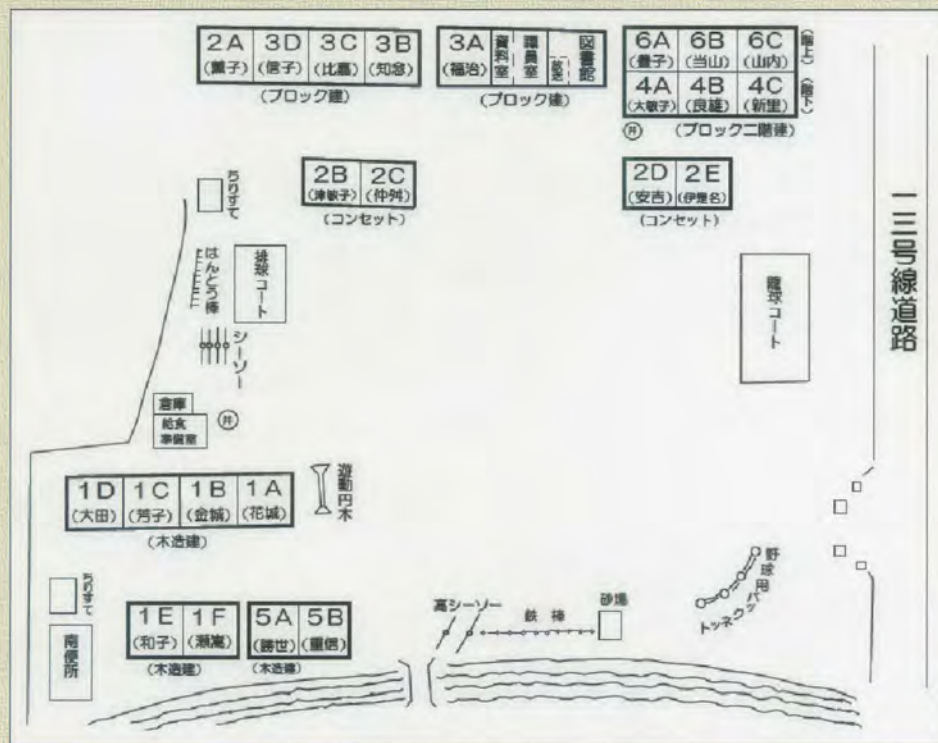 2A 3D 3C 3B
(薫子) (信子) (比嘉) (知念)
(ブロック建)
3A 資料室 職員室 放送 図書館
(福治)
(ブロック建)
6A 6B 6C (階上)
(豊子) (当山) (山内)
4A 4B 4C (階下)
(大敏子) (良雄) (新里)
井 (ブロック二階建)
ちりすて
2B 2C
(津敏子) (仲舛)
(コンセット)
2D 2E
(安吉) (伊是名)
(コンセット)
一三号線道路
はんとう棒
排球コート
籠球コート
シーソー
倉庫
給食
準備室
井
1D 1C 1B 1A
(大田) (芳子) (金城) (花城)
(木造建)
遊動円木
野球用バックネット
ちりすて
南便所
1E 1F
(和子) (瀬嵩)
(木造建)
5A 5B
(勝世) (重信)
(木造建)
高シーソー
鉄棒
砂場